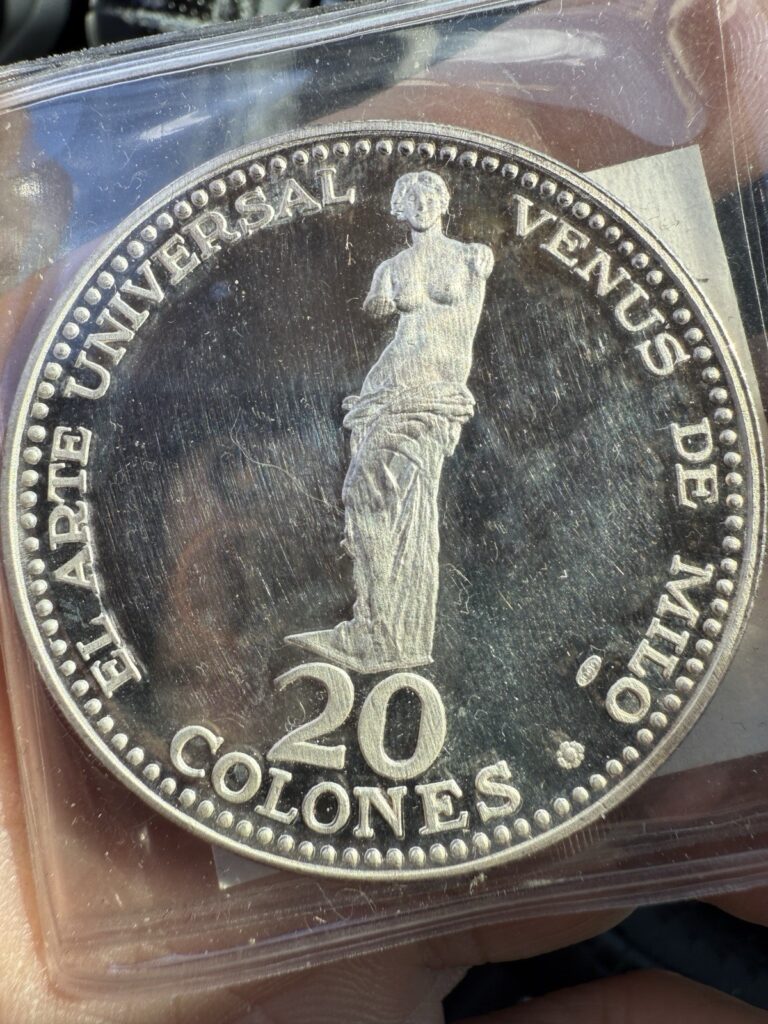 EL ARTE UNIVERSAL VENUS DE MILO
20
COLONES